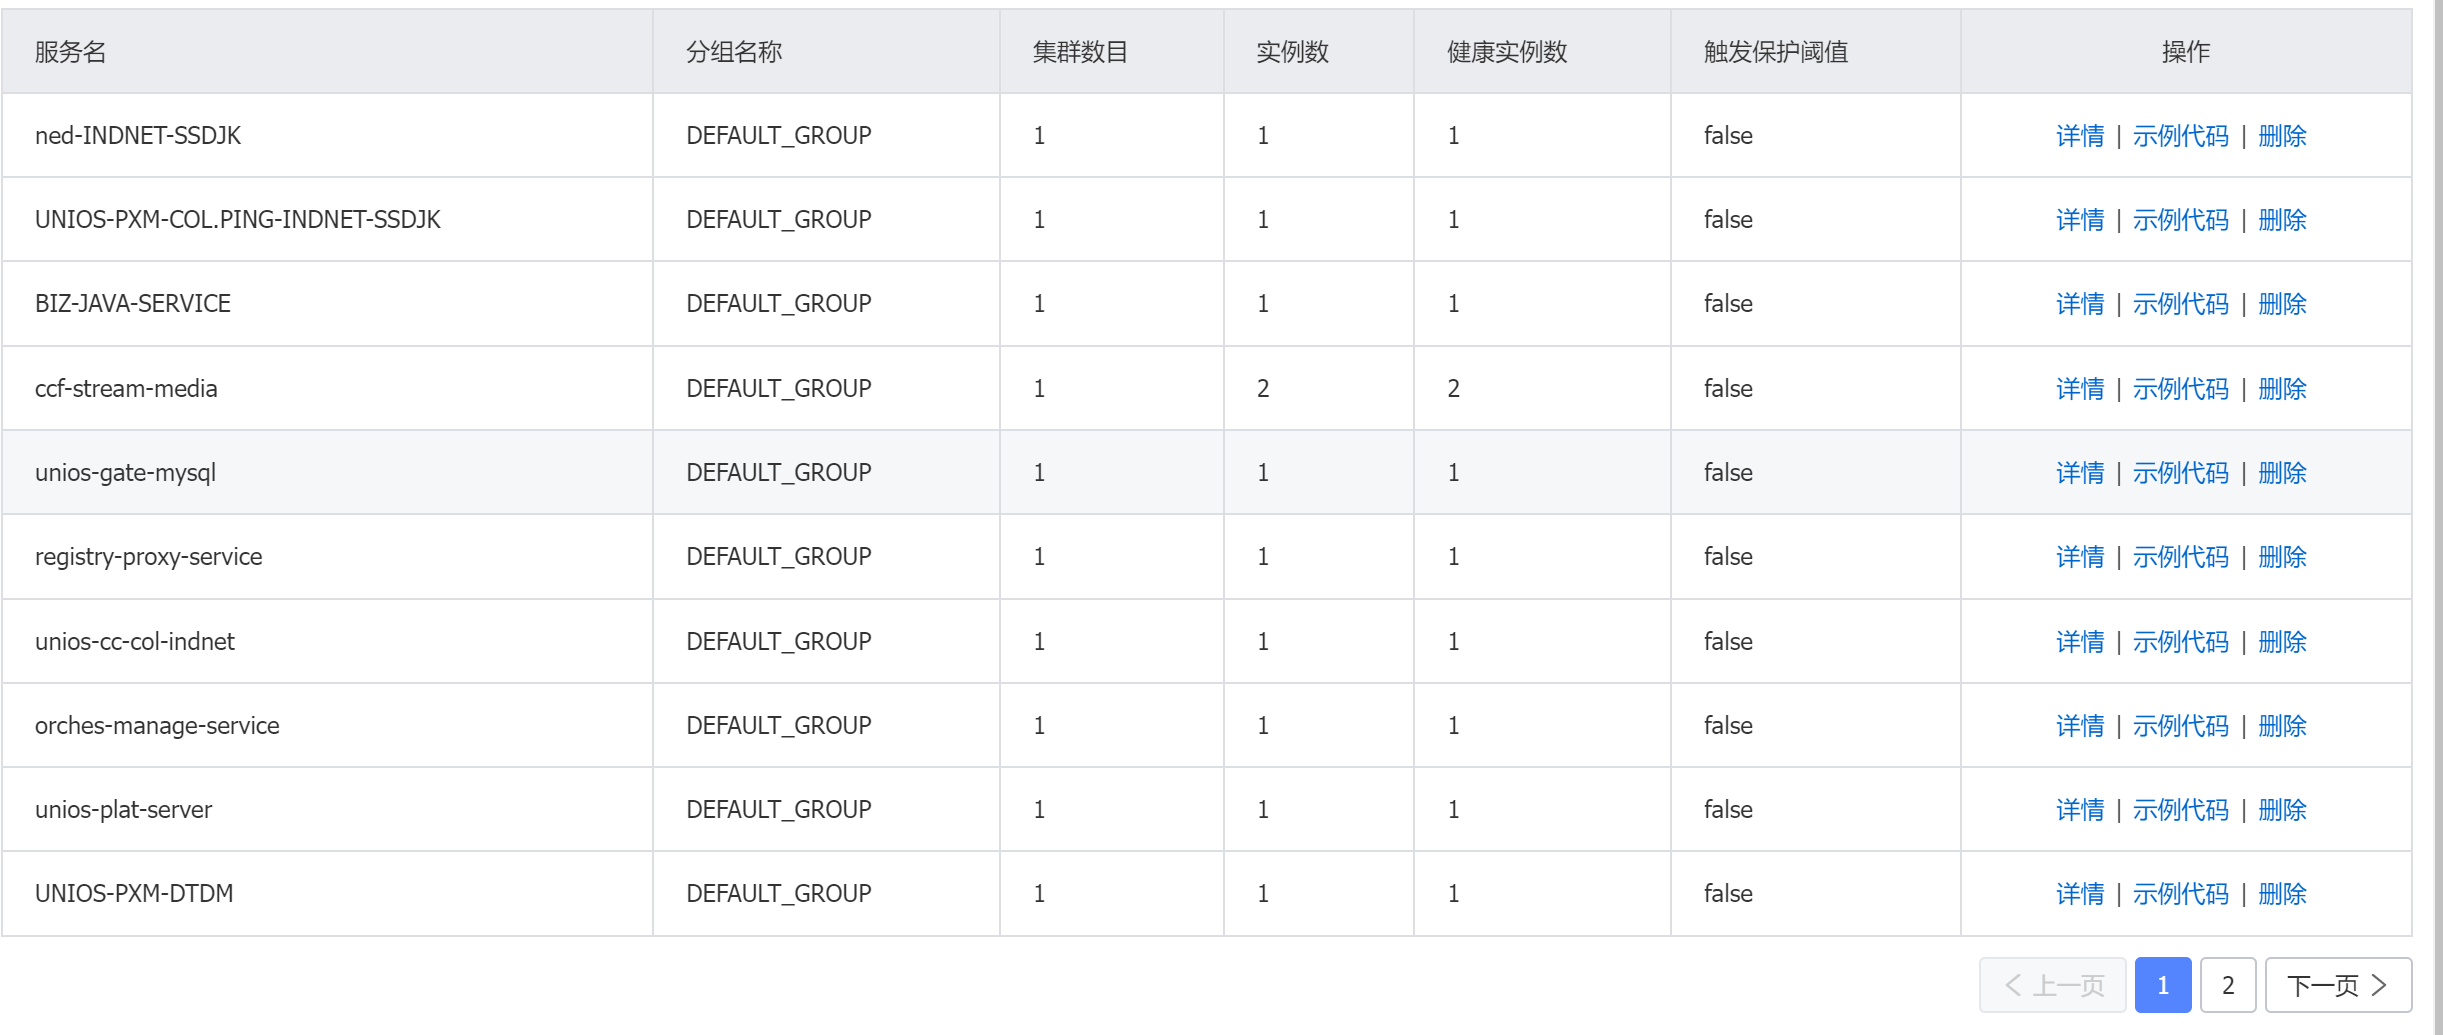 服务名 分组名称 集群数目 实例数 健康实例数 触发保护阈值 操作
ned-INDNET-SSDJK DEFAULT_GROUP 1 1 1 false 详情 | 示例代码 | 删除
UNIOS-PXM-COL.PING-INDNET-SSDJK DEFAULT_GROUP 1 1 1 false 详情 | 示例代码 | 删除
BIZ-JAVA-SERVICE DEFAULT_GROUP 1 1 1 false 详情 | 示例代码 | 删除
ccf-stream-media DEFAULT_GROUP 1 2 2 false 详情 | 示例代码 | 删除
unios-gate-mysql DEFAULT_GROUP 1 1 1 false 详情 | 示例代码 | 删除
registry-proxy-service DEFAULT_GROUP 1 1 1 false 详情 | 示例代码 | 删除
unios-cc-col-indnet DEFAULT_GROUP 1 1 1 false 详情 | 示例代码 | 删除
orches-manage-service DEFAULT_GROUP 1 1 1 false 详情 | 示例代码 | 删除
unios-plat-server DEFAULT_GROUP 1 1 1 false 详情 | 示例代码 | 删除
UNIOS-PXM-DTDM DEFAULT_GROUP 1 1 1 false 详情 | 示例代码 | 删除
上一页 1 2 下一页